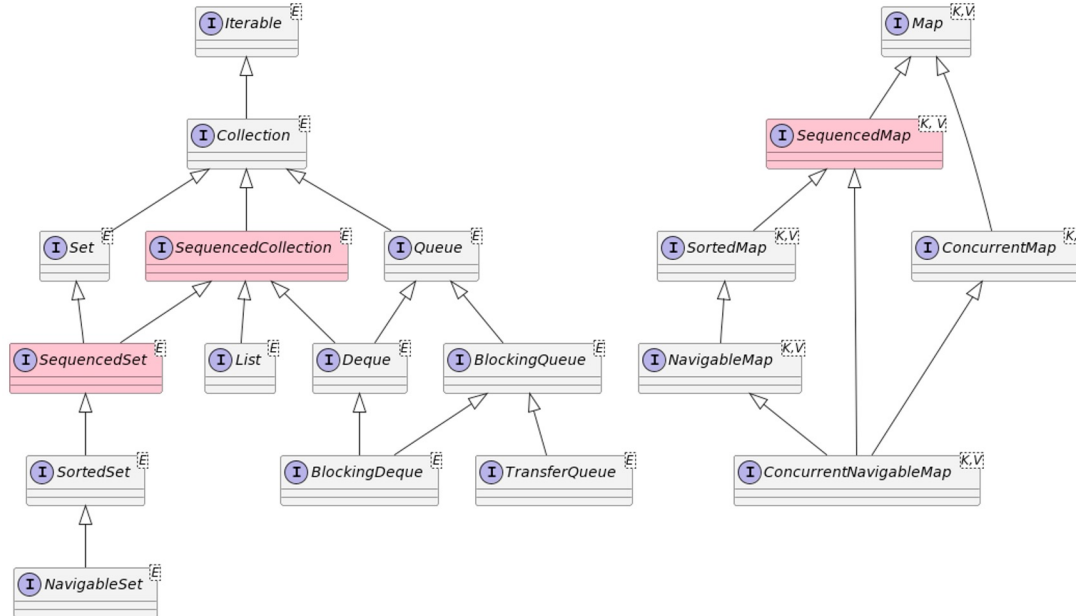 I Iterable E
I Map K,V
I Collection E
I SequencedMap K, V
I Set E
I SequencedCollection E
I Queue E
I SortedMap K,V
I ConcurrentMap K,
I SequencedSet E
I List E
I Deque E
I BlockingQueue E
I NavigableMap K,V
I SortedSet E
I BlockingDeque E
I TransferQueue E
I ConcurrentNavigableMap K,V
I NavigableSet E